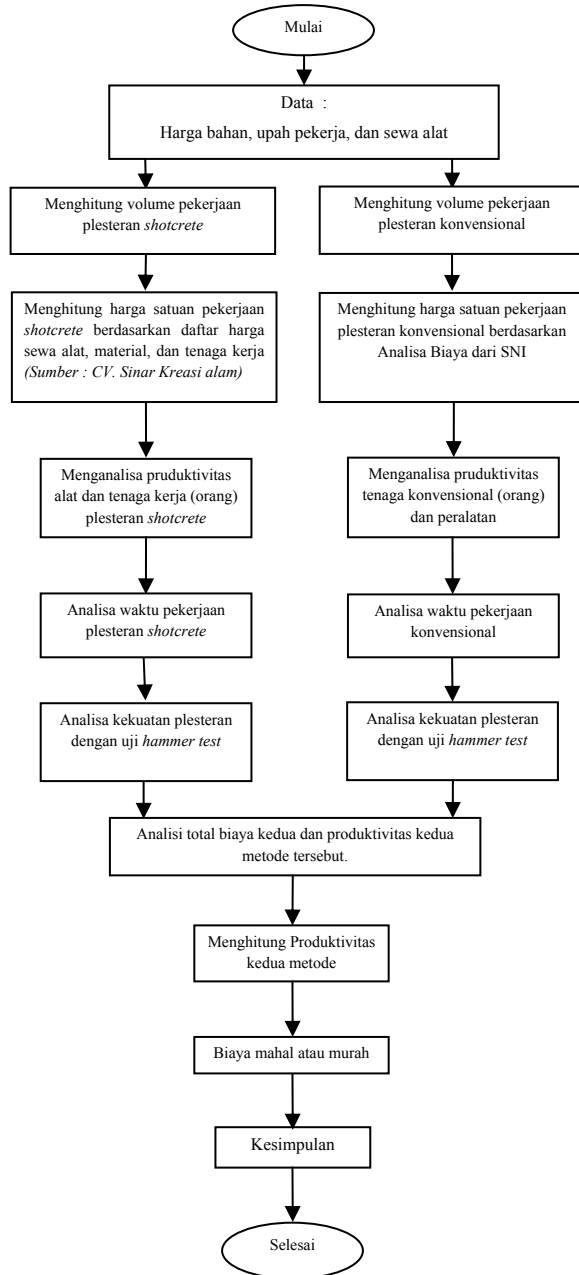 Mulai
Data :
Harga bahan, upah pekerja, dan sewa alat
Menghitung volume pekerjaan
plesteran shotcrete
Menghitung volume pekerjaan
plesteran konvensional
Menghitung harga satuan pekerjaan
shotcrete berdasarkan daftar harga
sewa alat, material, dan tenaga kerja
(Sumber : CV. Sinar Kreasi alam)
Menghitung harga satuan pekerjaan
plesteran konvensional berdasarkan
Analisa Biaya dari SNI
Menganalisa pruduktivitas
alat dan tenaga kerja (orang)
plesteran shotcrete
Menganalisa pruduktivitas
tenaga konvensional (orang)
dan peralatan
Analisa waktu pekerjaan
plesteran shotcrete
Analisa waktu pekerjaan
konvensional
Analisa kekuatan plesteran
dengan uji hammer test
Analisa kekuatan plesteran
dengan uji hammer test
Analisi total biaya kedua dan produktivitas kedua
metode tersebut.
Menghitung Produktivitas
kedua metode
Biaya mahal atau murah
Kesimpulan
Selesai